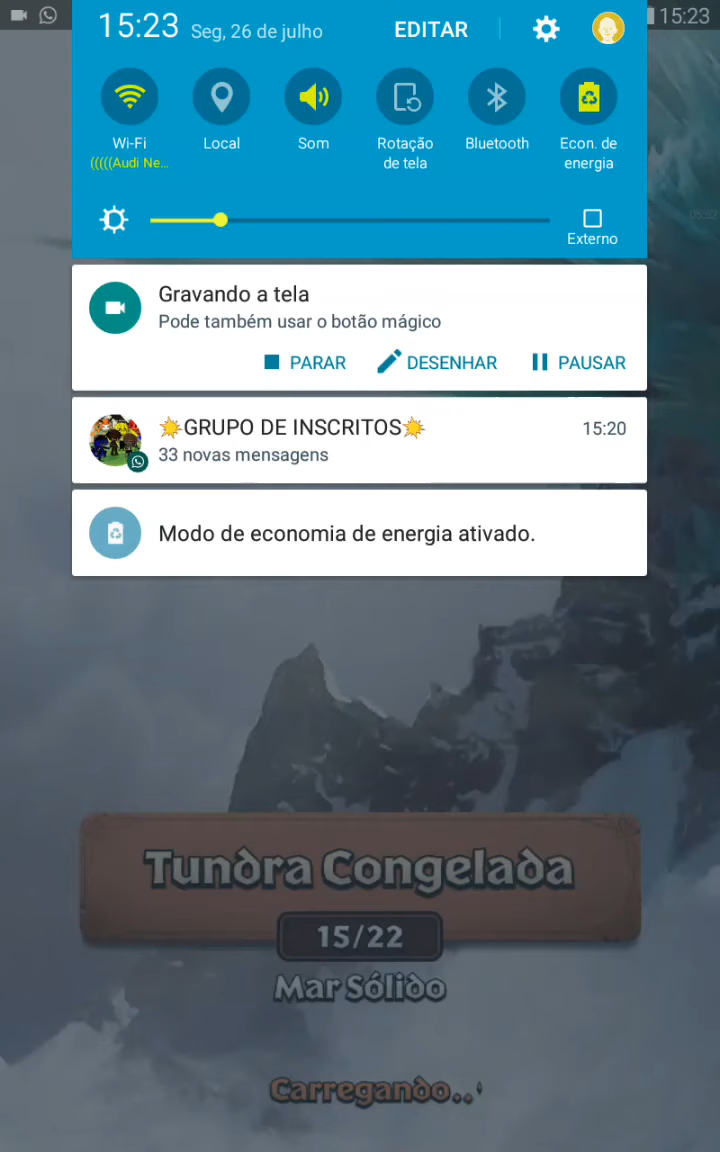 15:23 Seg, 26 de julho EDITAR 15:23
Wi-Fi Local Som Rotação de tela Bluetooth Econ. de energia
(((((Audi Ne...
Externo
Gravando a tela
Pode também usar o botão mágico
PARAR DESENHAR PAUSAR
GRUPO DE INSCRITOS 15:20
33 novas mensagens
Modo de economia de energia ativado.
Tundra Congelada
15/22
Mar Sólido
Carregando..